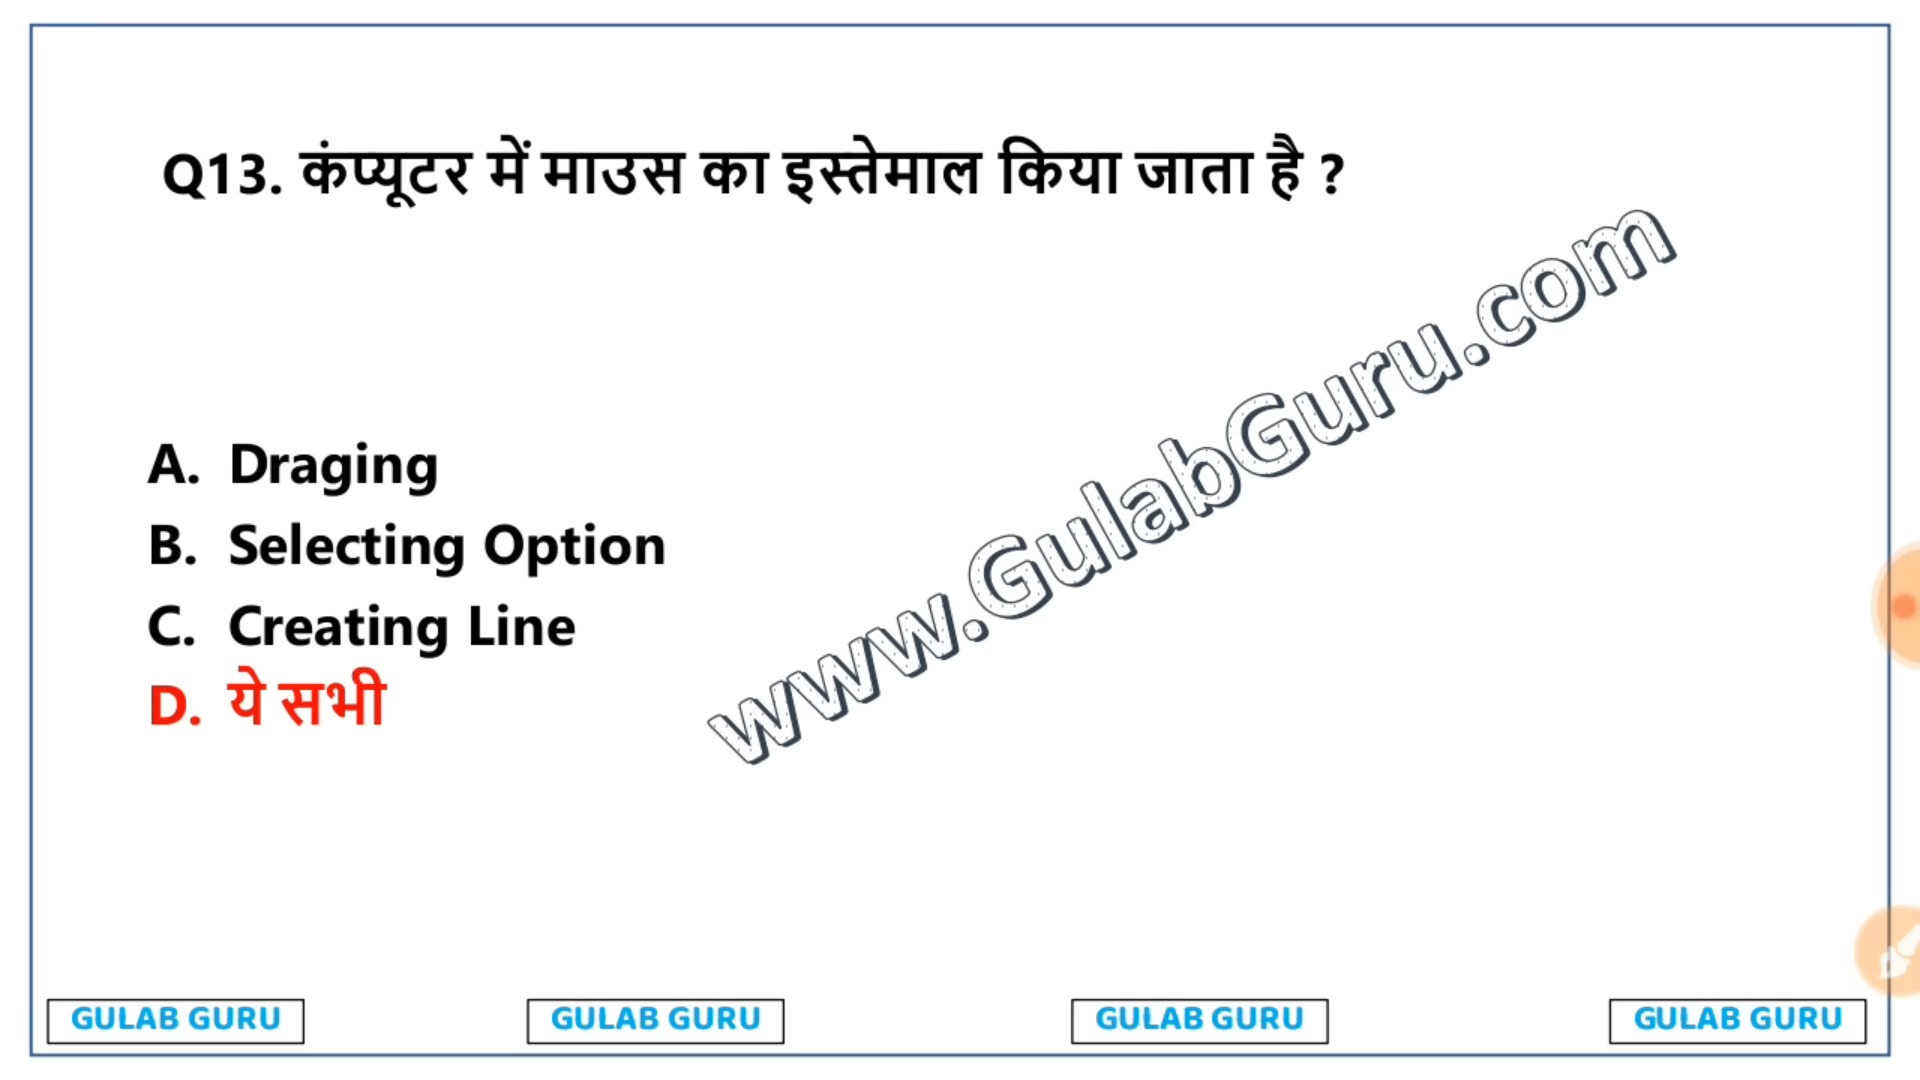 Q13. कंप्यूटर में माउस का इस्तेमाल किया जाता है ?
www.GulabGuru.com
A. Draging
B. Selecting Option
C. Creating Line
D. ये सभी
GULAB GURU GULAB GURU GULAB GURU GULAB GURU